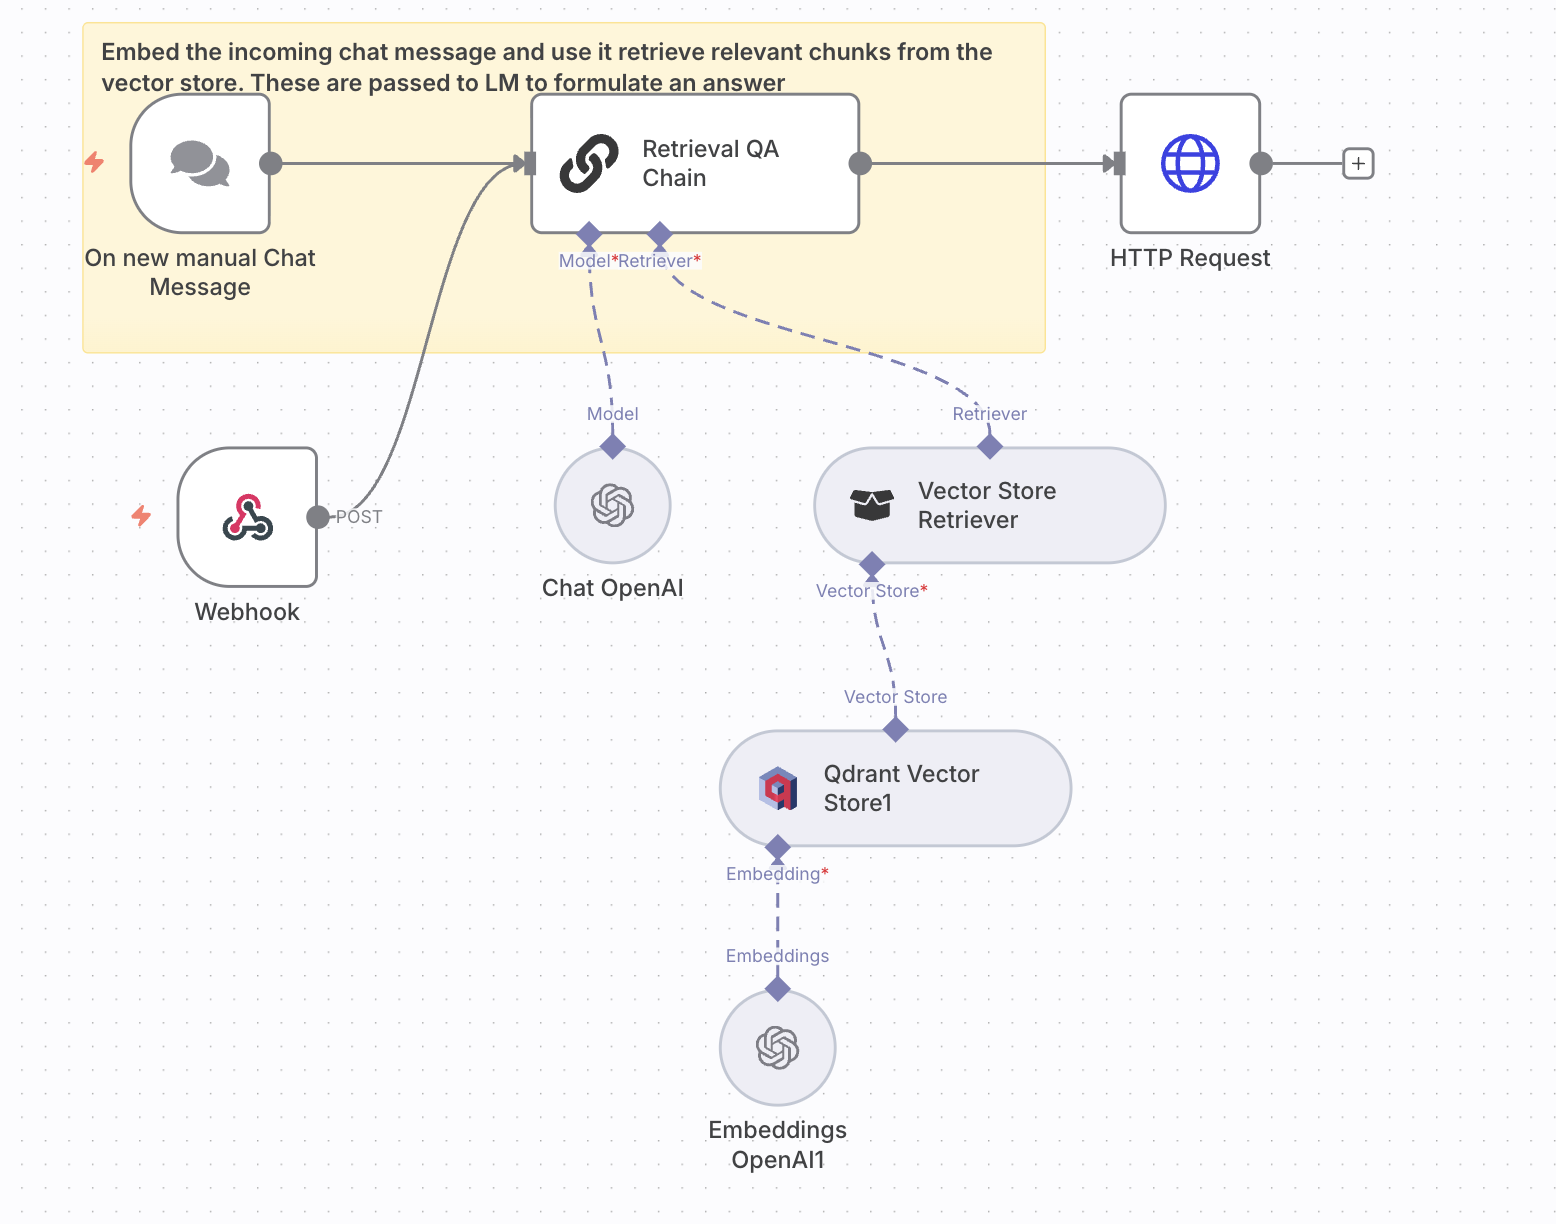 Embed the incoming chat message and use it retrieve relevant chunks from the
vector store. These are passed to LM to formulate an answer
Retrieval QA
Chain
On new manual Chat
Message
Model*
Retriever*
HTTP Request
Model
Retriever
POST
Webhook
Chat OpenAI
Vector Store
Retriever
Vector Store*
Vector Store
Qdrant Vector
Store1
Embedding*
Embeddings
Embeddings
OpenAI1